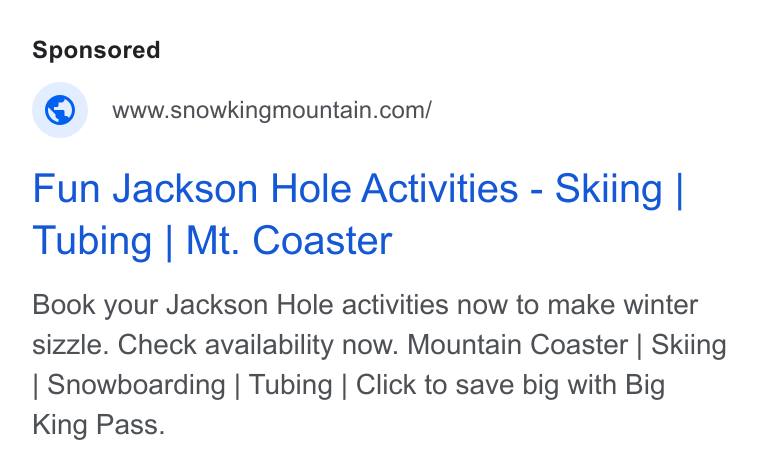 Sponsored
www.snowkingmountain.com/
Fun Jackson Hole Activities - Skiing |
Tubing | Mt. Coaster
Book your Jackson Hole activities now to make winter
sizzle. Check availability now. Mountain Coaster | Skiing
| Snowboarding | Tubing | Click to save big with Big
King Pass.